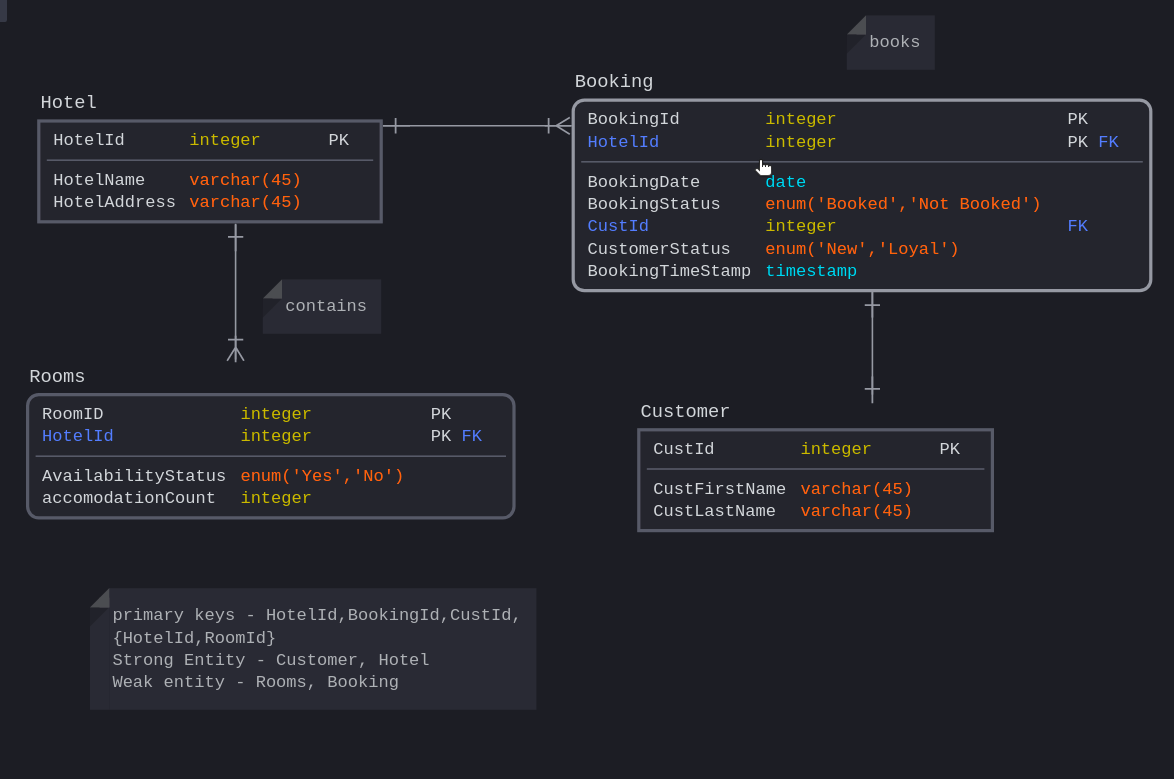 books
Booking
BookingId integer PK
HotelId integer PK FK
BookingDate date
BookingStatus enum('Booked','Not Booked')
CustId integer FK
CustomerStatus enum('New','Loyal')
BookingTimeStamp timestamp
Hotel
HotelId integer PK
HotelName varchar(45)
HotelAddress varchar(45)
contains
Rooms
RoomID integer PK
HotelId integer PK FK
AvailabilityStatus enum('Yes','No')
accomodationCount integer
Customer
CustId integer PK
CustFirstName varchar(45)
CustLastName varchar(45)
primary keys - HotelId,BookingId,CustId,
{HotelId,RoomId}
Strong Entity - Customer, Hotel
Weak entity - Rooms, Booking